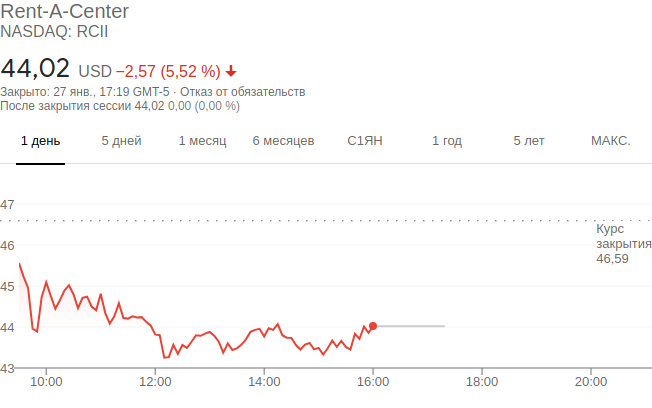 Rent-A-Center
NASDAQ: RCII
44,02 USD −2,57 (5,52 %)
Закрыто: 27 янв., 17:19 GMT-5 · Отказ от обязательств
После закрытия сессии 44,02 0,00 (0,00 %)
1 день 5 дней 1 месяц 6 месяцев С1ЯН 1 год 5 лет МАКС.
47
Курс
закрытия
46,59
46
45
44
43
10:00 12:00 14:00 16:00 18:00 20:00